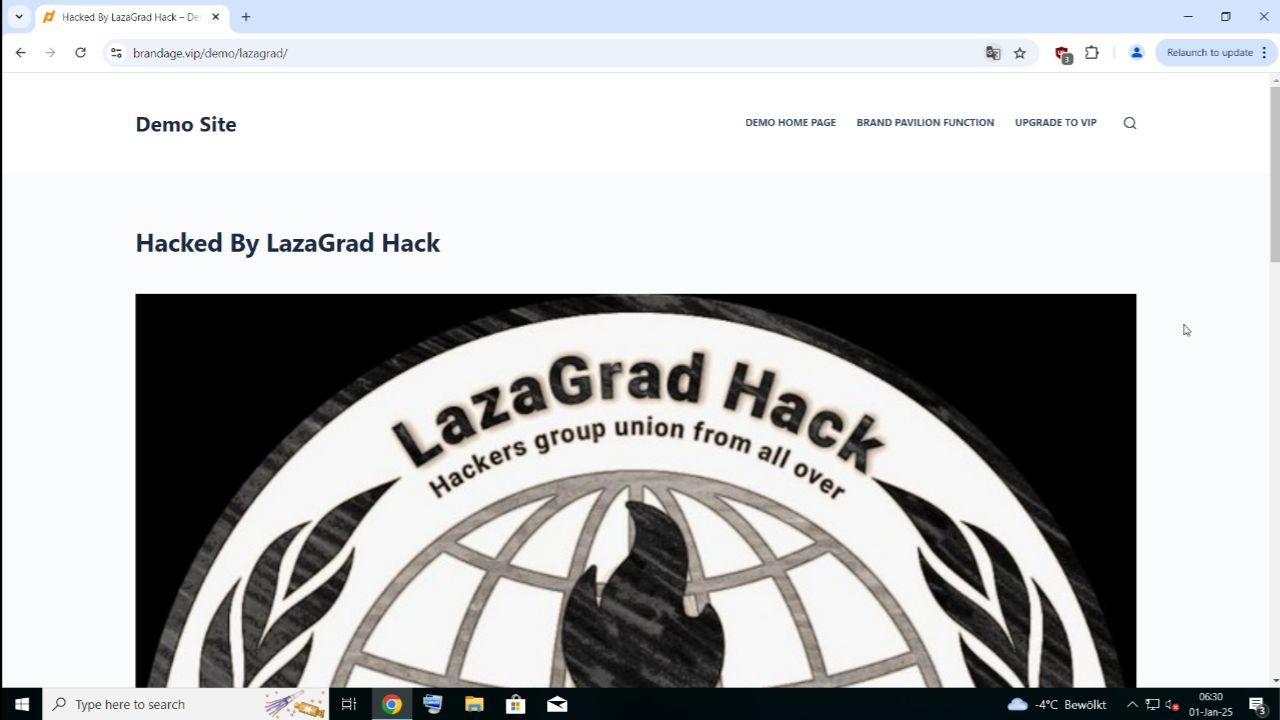 Hacked By LazaGrad Hack – De
brandage.vip/demo/lazagrad/
3
Relaunch to update
Demo Site
DEMO HOME PAGE
BRAND PAVILION FUNCTION
UPGRADE TO VIP
Hacked By LazaGrad Hack
LazaGrad Hack
Hackers group union from all over
Type here to search
-4°C Bewölkt
06:30
01-Jan-25
3